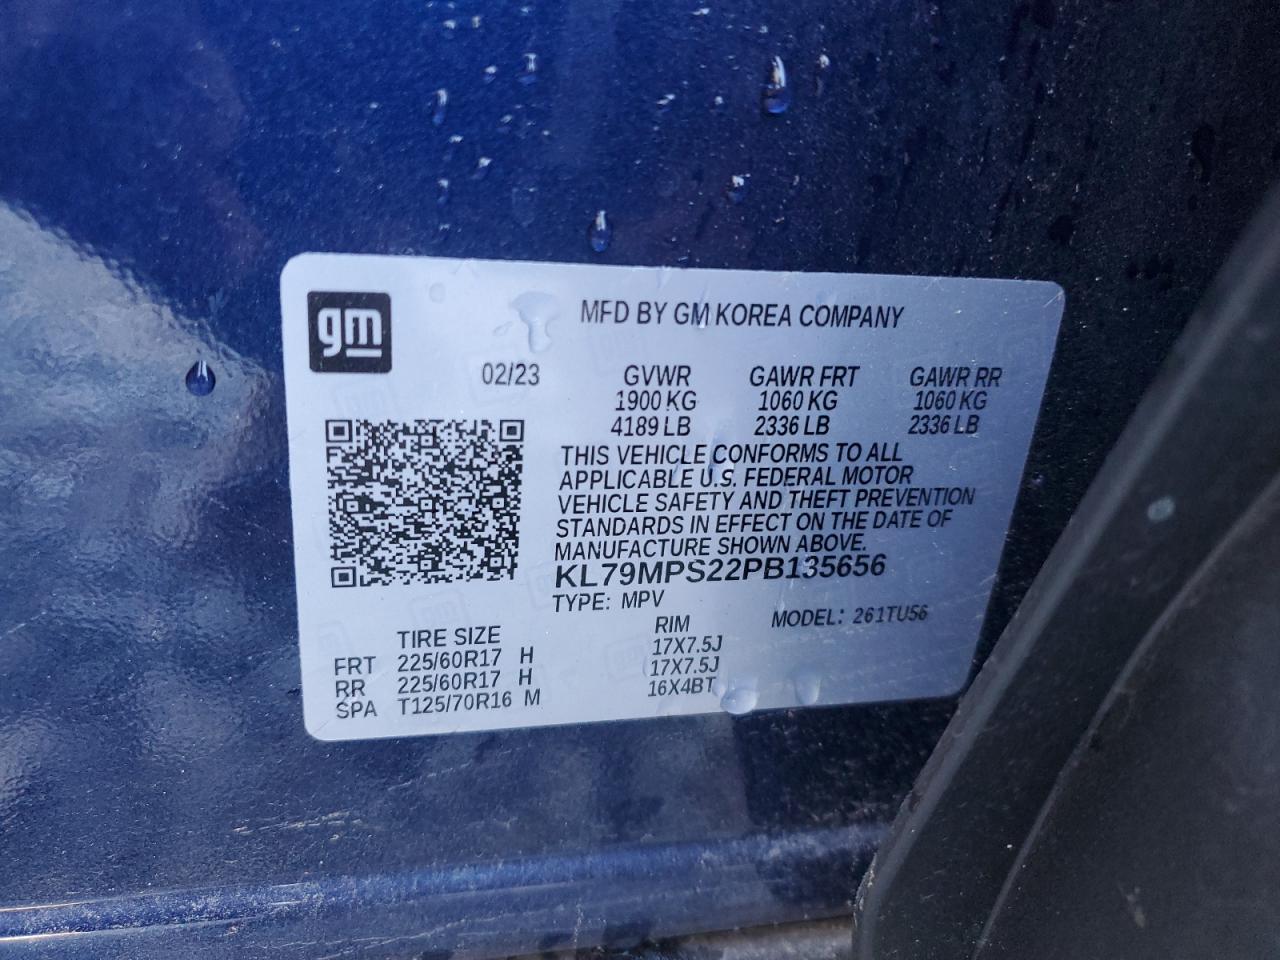 gm
MFD BY GM KOREA COMPANY
02/23 GVWR GAWR FRT GAWR RR
1900 KG 1060 KG 1060 KG
4189 LB 2336 LB 2336 LB
THIS VEHICLE CONFORMS TO ALL
APPLICABLE U.S. FEDERAL MOTOR
VEHICLE SAFETY AND THEFT PREVENTION
STANDARDS IN EFFECT ON THE DATE OF
MANUFACTURE SHOWN ABOVE.
KL79MPS22PB135656
TYPE: MPV MODEL: 261TU56
TIRE SIZE RIM
FRT 225/60R17 H 17X7.5J
RR 225/60R17 H 17X7.5J
SPA T125/70R16 M 16X4BT